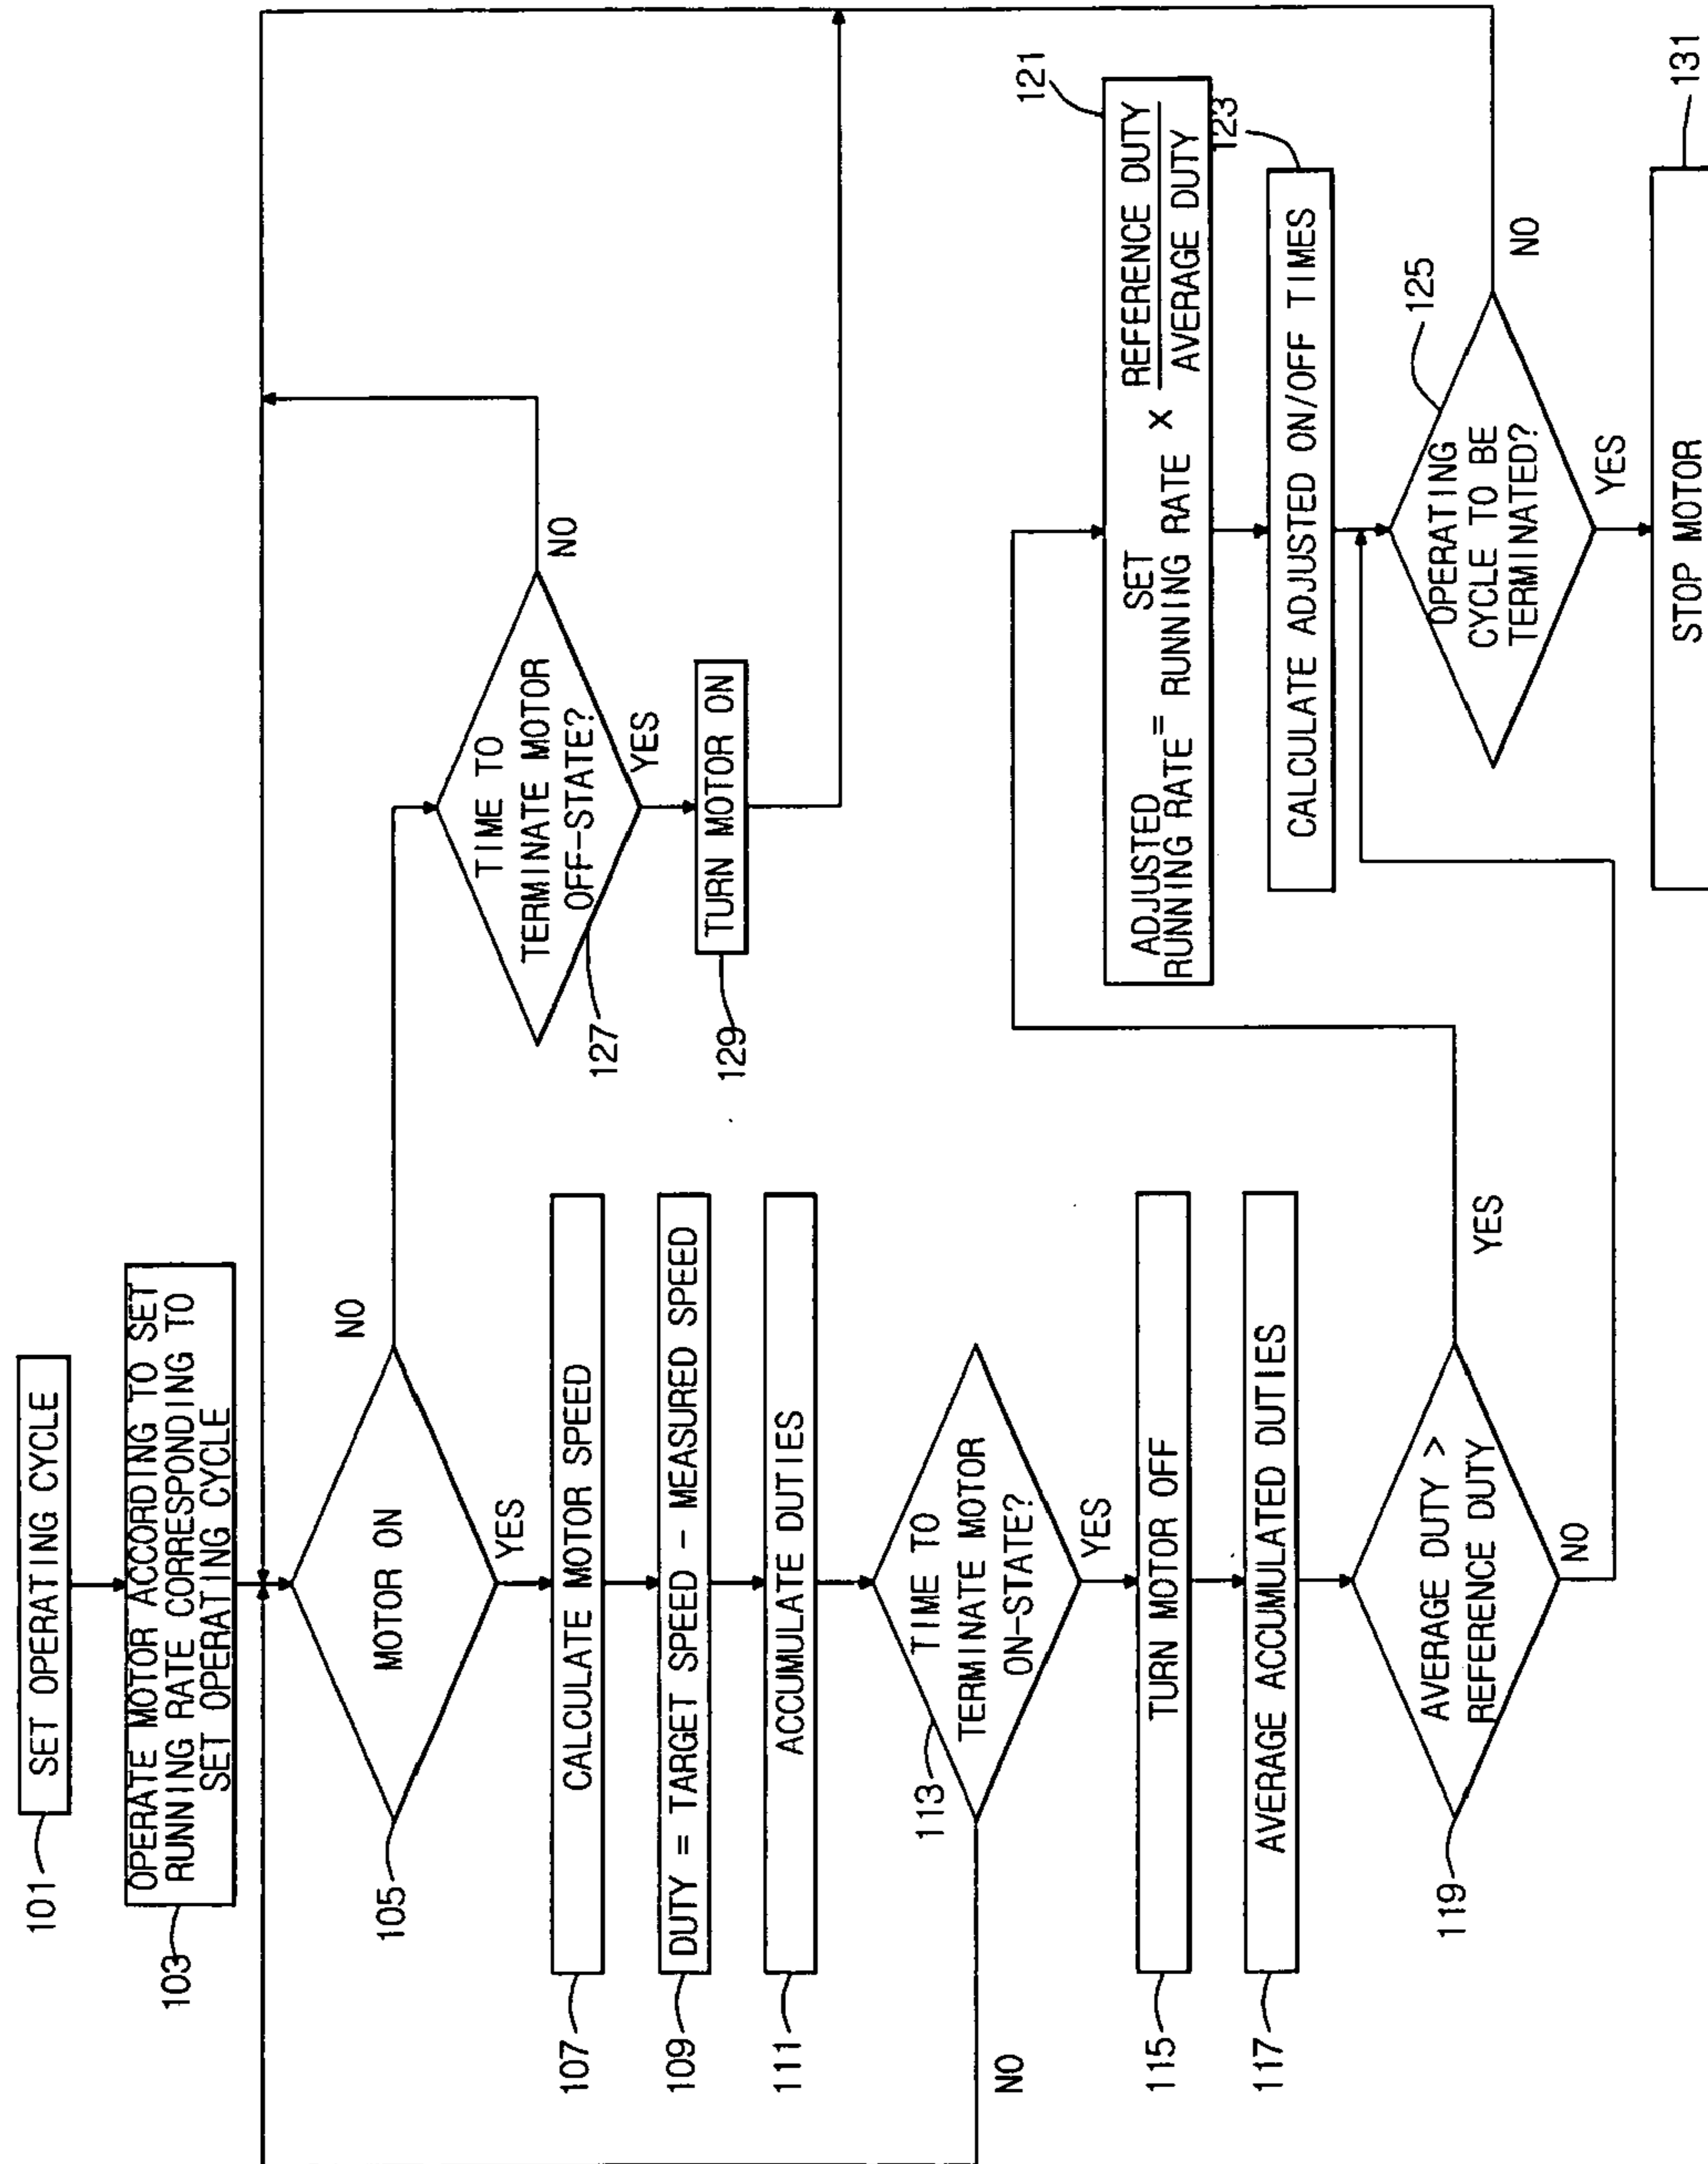 101
SET OPERATING CYCLE
103
OPERATE MOTOR ACCORDING TO SET
RUNNING RATE CORRESPONDING TO
SET OPERATING CYCLE
105
MOTOR ON
NO
YES
107
CALCULATE MOTOR SPEED
109
DUTY = TARGET SPEED - MEASURED SPEED
111
ACCUMULATE DUTIES
113
TIME TO
TERMINATE MOTOR
ON-STATE?
NO
YES
115
TURN MOTOR OFF
117
AVERAGE ACCUMULATED DUTIES
119
AVERAGE DUTY >
REFERENCE DUTY
YES
NO
127
TIME TO
TERMINATE MOTOR
OFF-STATE?
NO
YES
129
TURN MOTOR ON
121
ADJUSTED SET REFERENCE DUTY
RUNNING RATE = RUNNING RATE X
AVERAGE DUTY
123
CALCULATE ADJUSTED ON/OFF TIMES
125
OPERATING
CYCLE TO BE
TERMINATED?
NO
YES
131
STOP MOTOR